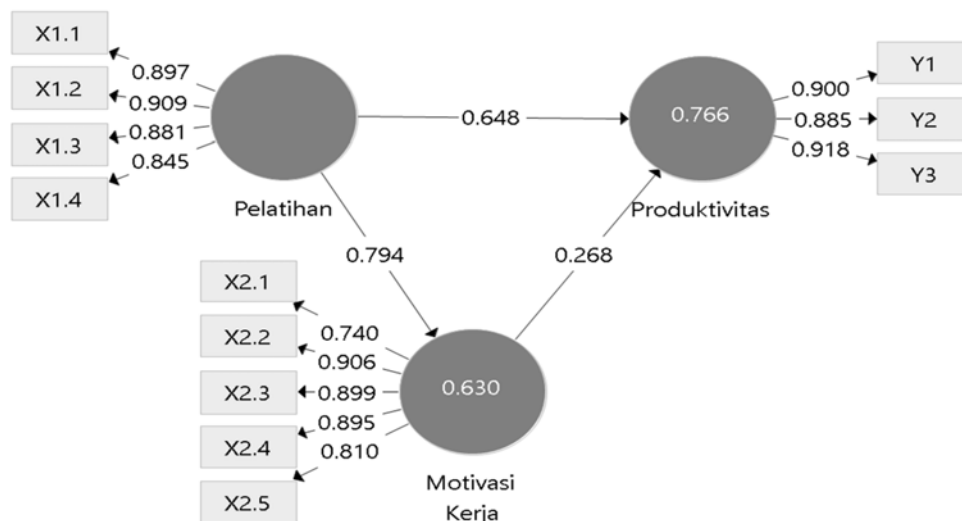 X1.1
X1.2
X1.3
X1.4
0.897
0.909
0.881
0.845
Pelatihan
0.648
0.766
Produktivitas
0.900
0.885
0.918
Y1
Y2
Y3
0.794
0.268
X2.1
X2.2
X2.3
X2.4
X2.5
0.740
0.906
0.899
0.895
0.810
0.630
Motivasi
Kerja